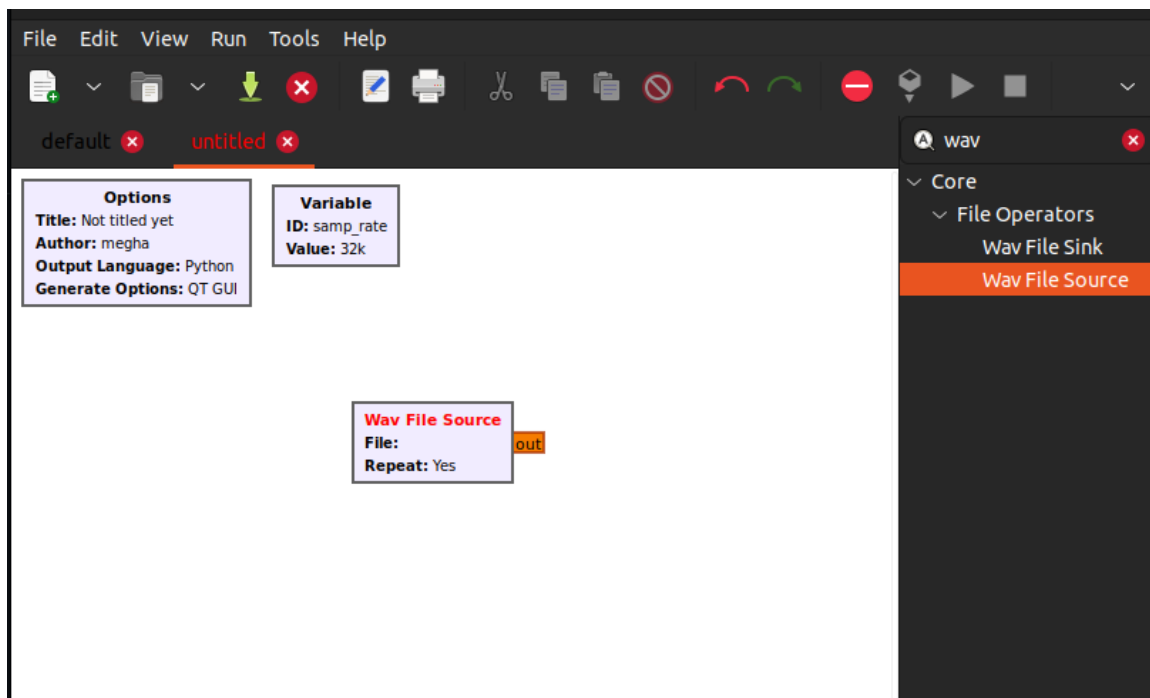 File Edit View Run Tools Help
default untitled
wav
Options
Title: Not titled yet
Author: megha
Output Language: Python
Generate Options: QT GUI
Variable
ID: samp_rate
Value: 32k
Wav File Source
File:
Repeat: Yes
out
Core
File Operators
Wav File Sink
Wav File Source